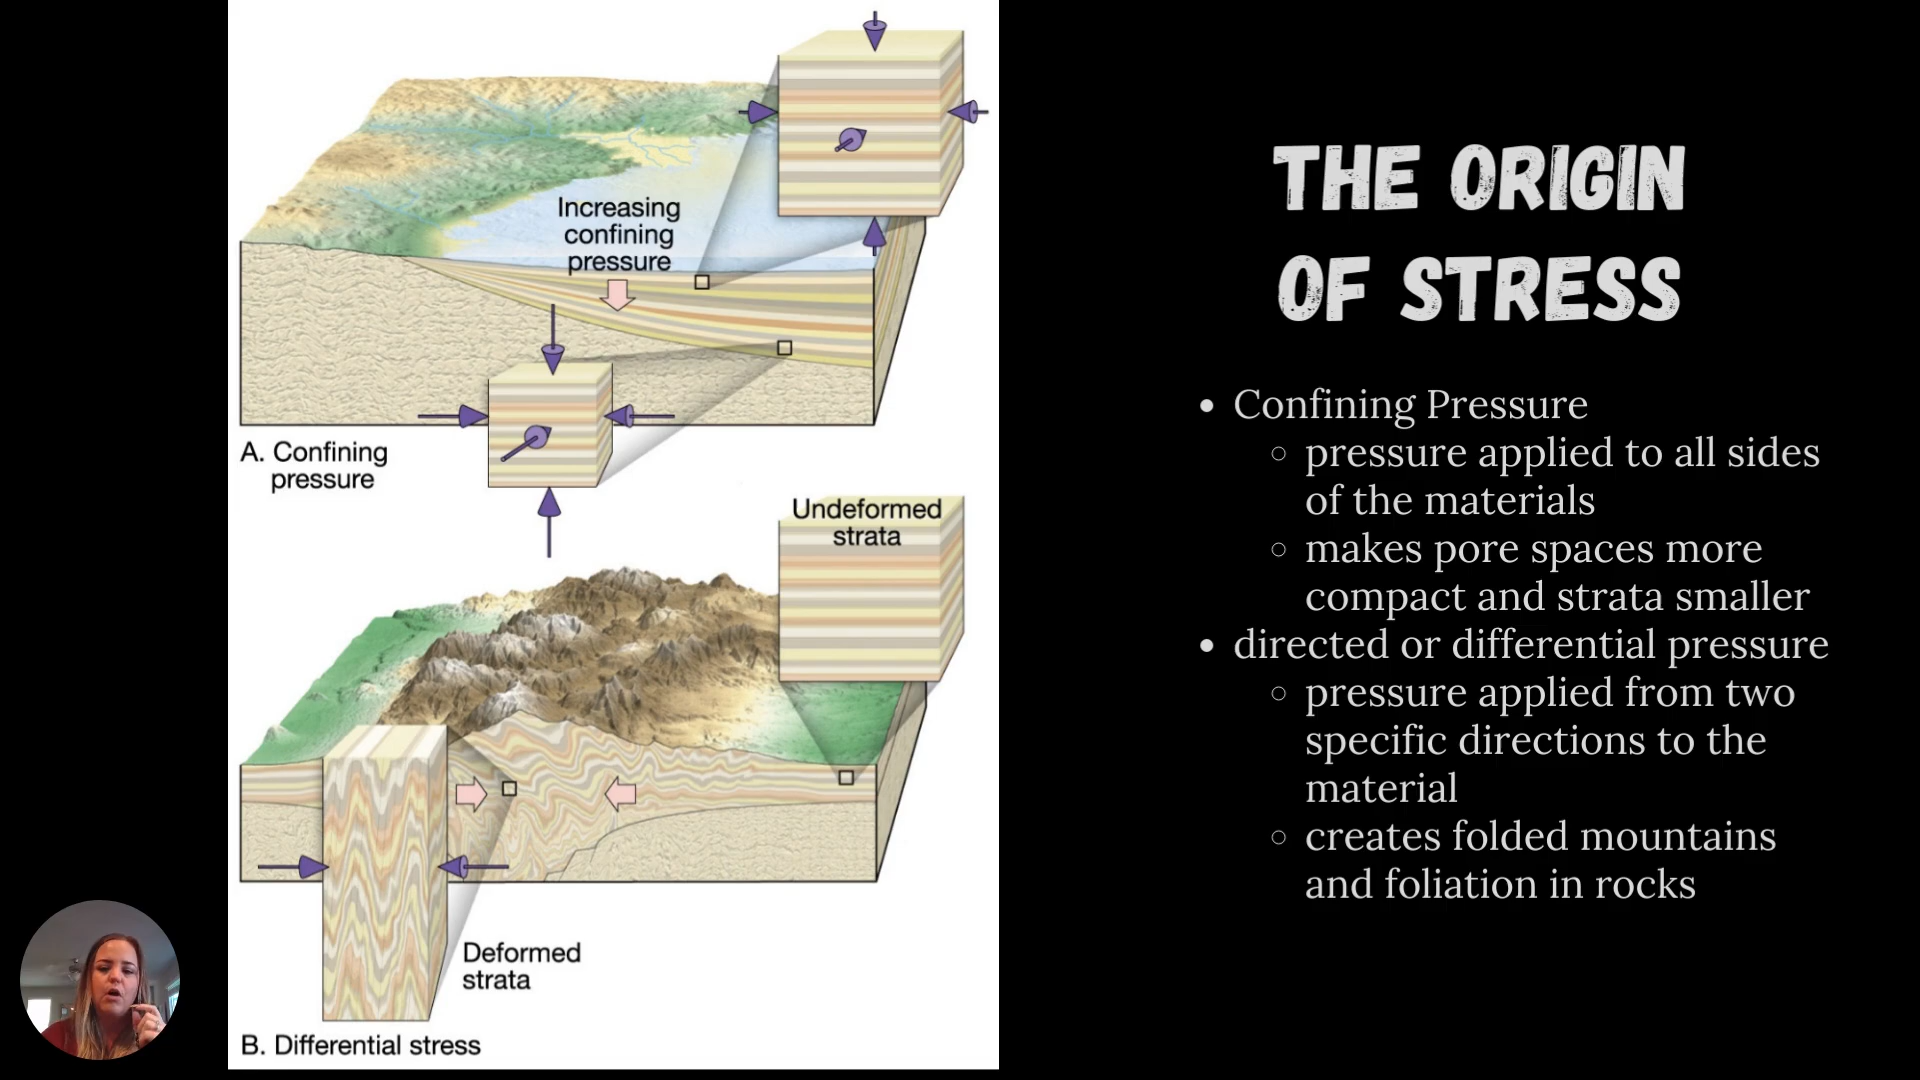 Increasing
confining
pressure
A. Confining
pressure
Undeformed
strata
Deformed
strata
B. Differential stress
THE ORIGIN
OF STRESS
• Confining Pressure
○ pressure applied to all sides
of the materials
○ makes pore spaces more
compact and strata smaller
• directed or differential pressure
○ pressure applied from two
specific directions to the
material
○ creates folded mountains
and foliation in rocks